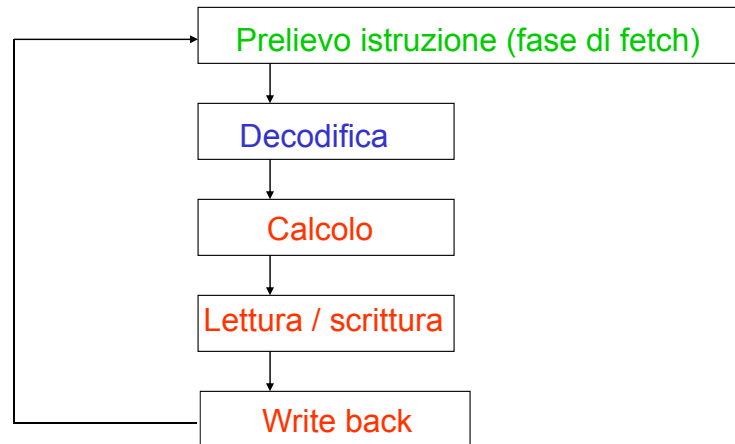 Prelievo istruzione (fase di fetch)
Decodifica
Calcolo
Lettura / scrittura
Write back